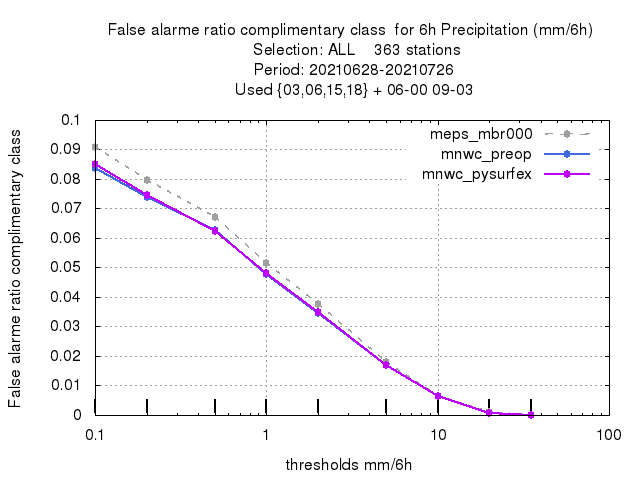 False alarme ratio complimentary class  for 6h Precipitation (mm/6h)
Selection: ALL    363 stations
Period: 20210628-20210726
Used {03,06,15,18} + 06-00 09-03
False alarme ratio complimentary class
0.1
0.09
0.08
0.07
0.06
0.05
0.04
0.03
0.02
0.01
0
meps_mbr000
mnwc_preop
mnwc_pysurfex
0.1 1 10 100
thresholds mm/6h